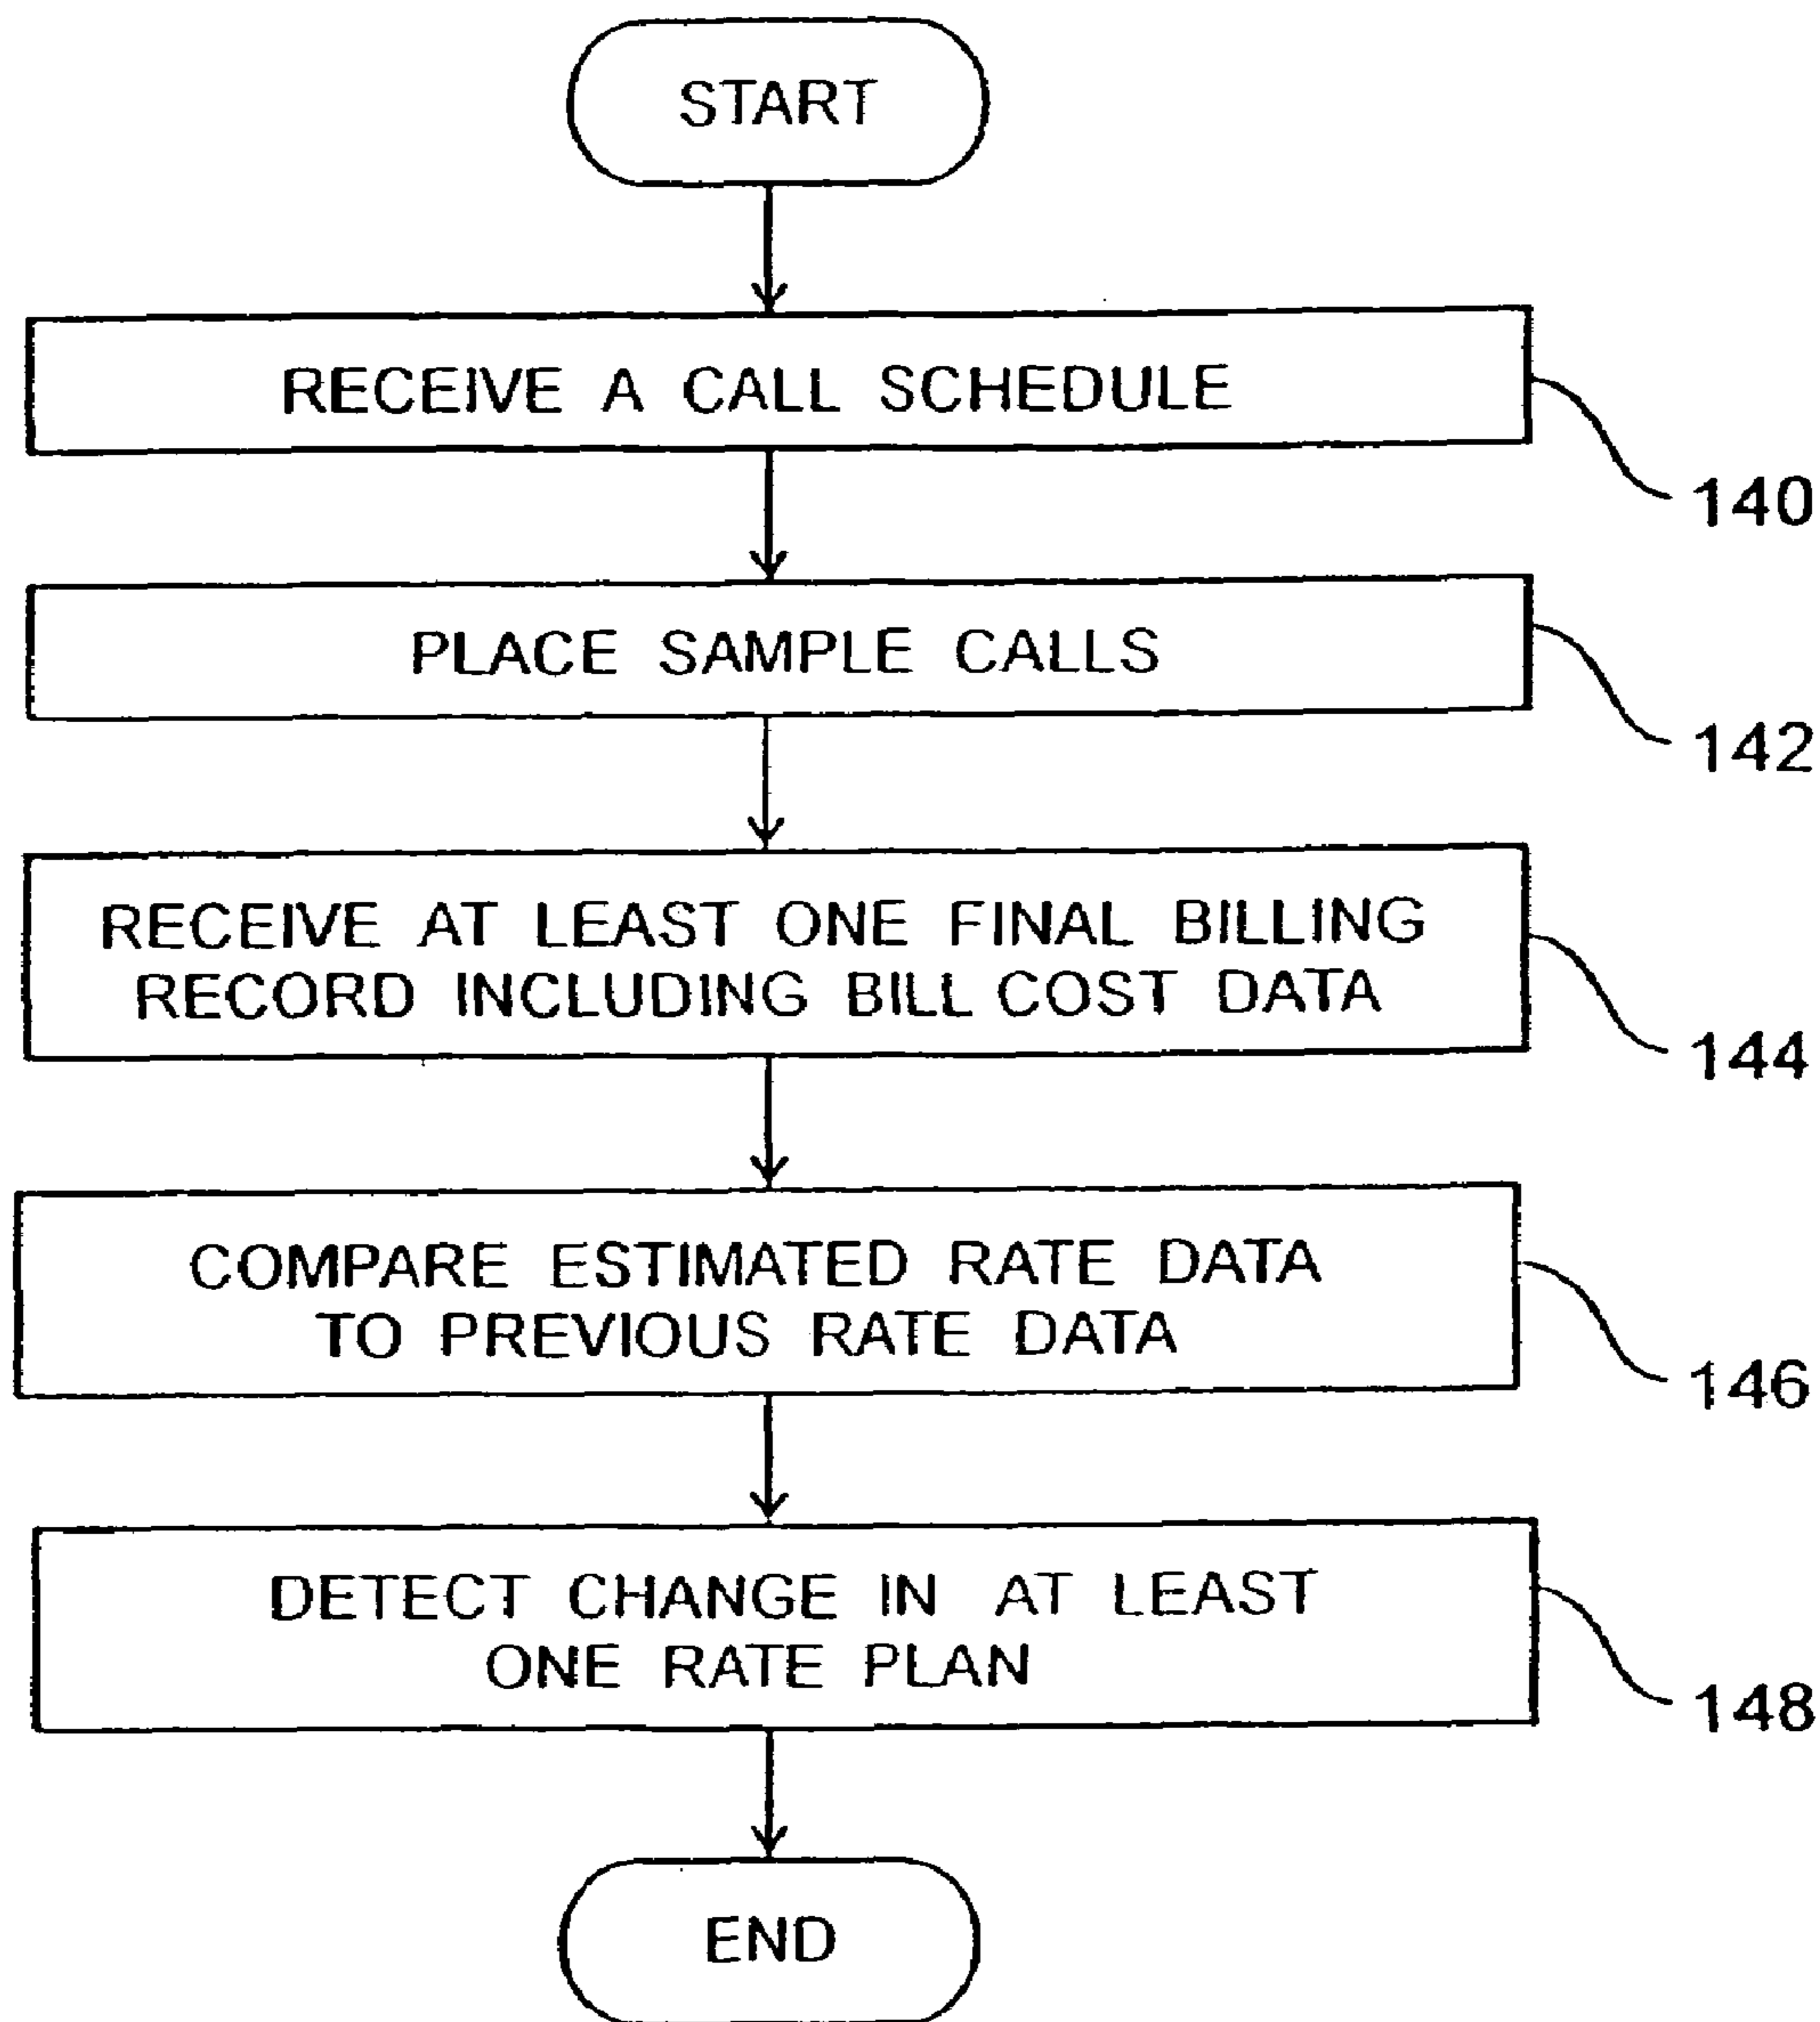 START
RECEIVE A CALL SCHEDULE
140
PLACE SAMPLE CALLS
142
RECEIVE AT LEAST ONE FINAL BILLING
RECORD INCLUDING BILL COST DATA
144
COMPARE ESTIMATED RATE DATA
TO PREVIOUS RATE DATA
146
DETECT CHANGE IN AT LEAST
ONE RATE PLAN
148
END